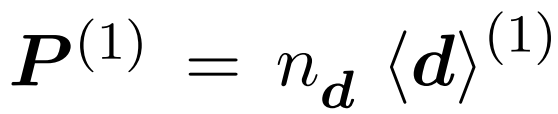 𝑷⁽¹⁾ = n_𝒅 ⟨𝒅⟩⁽¹⁾